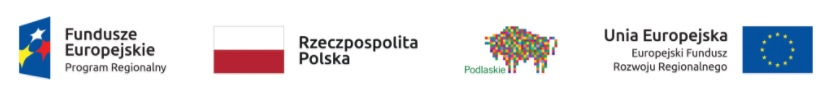 Fundusze
Europejskie
Program Regionalny
Rzeczpospolita
Polska
Podlaskie
Unia Europejska
Europejski Fundusz
Rozwoju Regionalnego